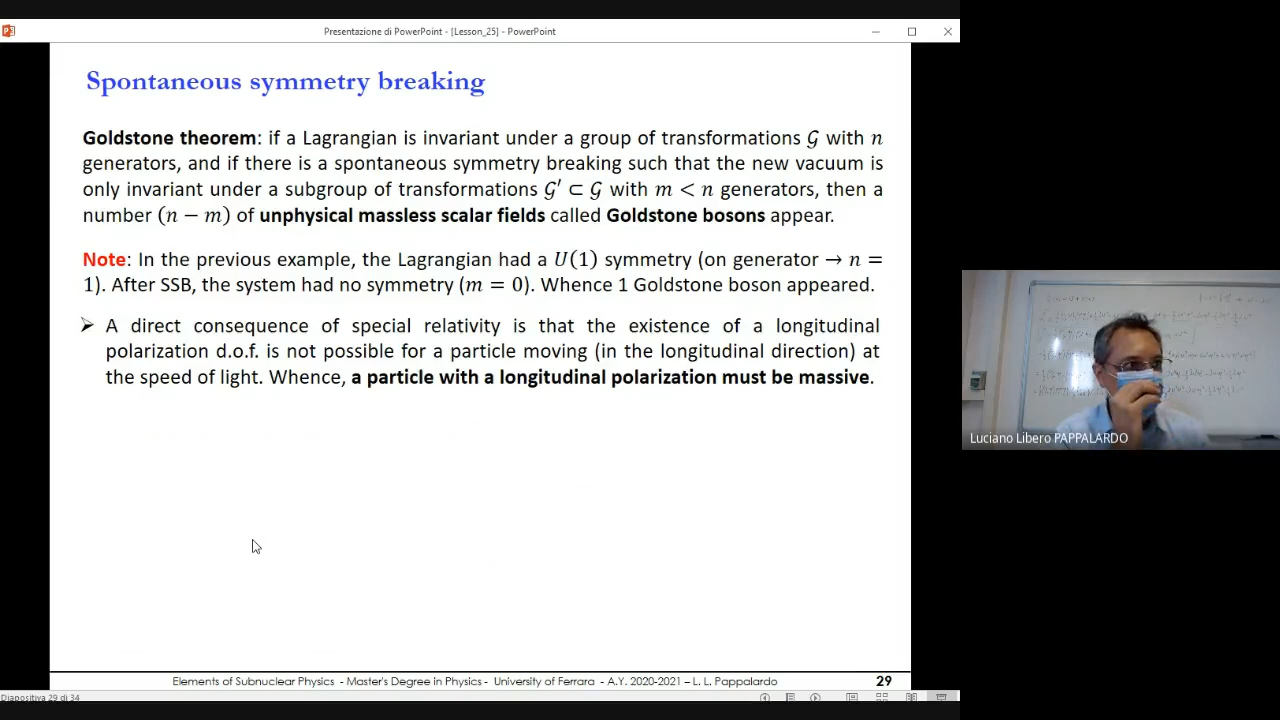 Presentazione di PowerPoint - [Lesson_25] - PowerPoint
Spontaneous symmetry breaking
Goldstone theorem: if a Lagrangian is invariant under a group of transformations 𝒢 with n
generators, and if there is a spontaneous symmetry breaking such that the new vacuum is
only invariant under a subgroup of transformations 𝒢′ ⊂ 𝒢 with m < n generators, then a
number (n − m) of unphysical massless scalar fields called Goldstone bosons appear.
Note: In the previous example, the Lagrangian had a U(1) symmetry (on generator → n =
1). After SSB, the system had no symmetry (m = 0). Whence 1 Goldstone boson appeared.
➢ A direct consequence of special relativity is that the existence of a longitudinal
polarization d.o.f. is not possible for a particle moving (in the longitudinal direction) at
the speed of light. Whence, a particle with a longitudinal polarization must be massive.
Luciano Libero PAPPALARDO
Elements of Subnuclear Physics - Master's Degree in Physics - University of Ferrara - A.Y. 2020-2021 – L. L. Pappalardo
29
Diapositiva 29 di 34